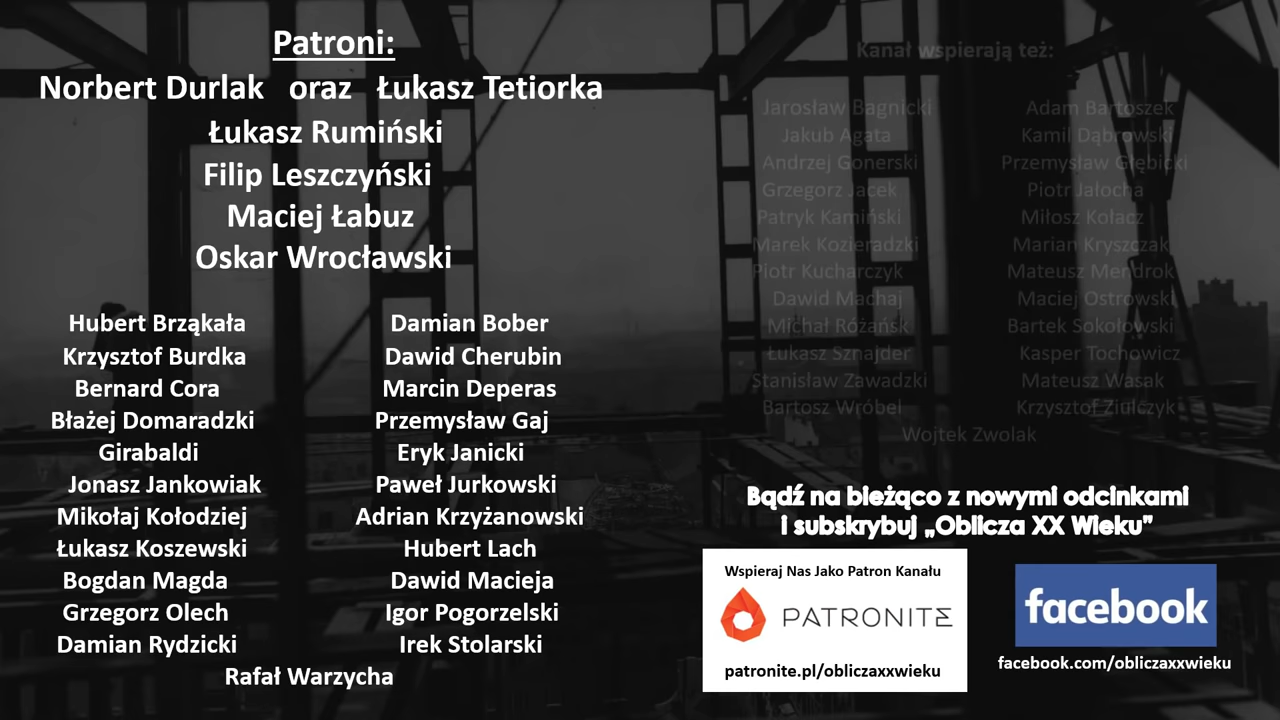 Patroni:
Norbert Durlak oraz Łukasz Tetiorka
Łukasz Rumiński
Filip Leszczyński
Maciej Łabuz
Oskar Wrocławski
Hubert Brząkała
Krzysztof Burdka
Bernard Cora
Błażej Domaradzki
Girabaldi
Jonasz Jankowiak
Mikołaj Kołodziej
Łukasz Koszewski
Bogdan Magda
Grzegorz Olech
Damian Rydzicki
Damian Bober
Dawid Cherubin
Marcin Deperas
Przemysław Gaj
Eryk Janicki
Paweł Jurkowski
Adrian Krzyżanowski
Hubert Lach
Dawid Macieja
Igor Pogorzelski
Irek Stolarski
Rafał Warzycha
Kanał wspierają też:
Jarosław Bagnicki
Jakub Agata
Andrzej Gonerski
Grzegorz Jacek
Patryk Kamiński
Marek Kozieradzki
Piotr Kucharczyk
Dawid Machaj
Michał Różański
Łukasz Sznajder
Stanisław Zawadzki
Bartosz Wróbel
Adam Bartoszek
Kamil Dąbrowski
Przemysław Głębicki
Piotr Jałocha
Miłosz Kolacz
Marian Kryszczak
Mateusz Mendrok
Maciej Ostrowski
Bartek Sokołowski
Kasper Tochowicz
Mateusz Wasak
Krzysztof Ziulczyk
Wojtek Zwolak
Bądź na bieżąco z nowymi odcinkami
i subskrybuj „Oblicza XX Wieku”
Wspieraj Nas Jako Patron Kanału
PATRONITE
patronite.pl/obliczaxxwieku
facebook
facebook.com/obliczaxxwieku